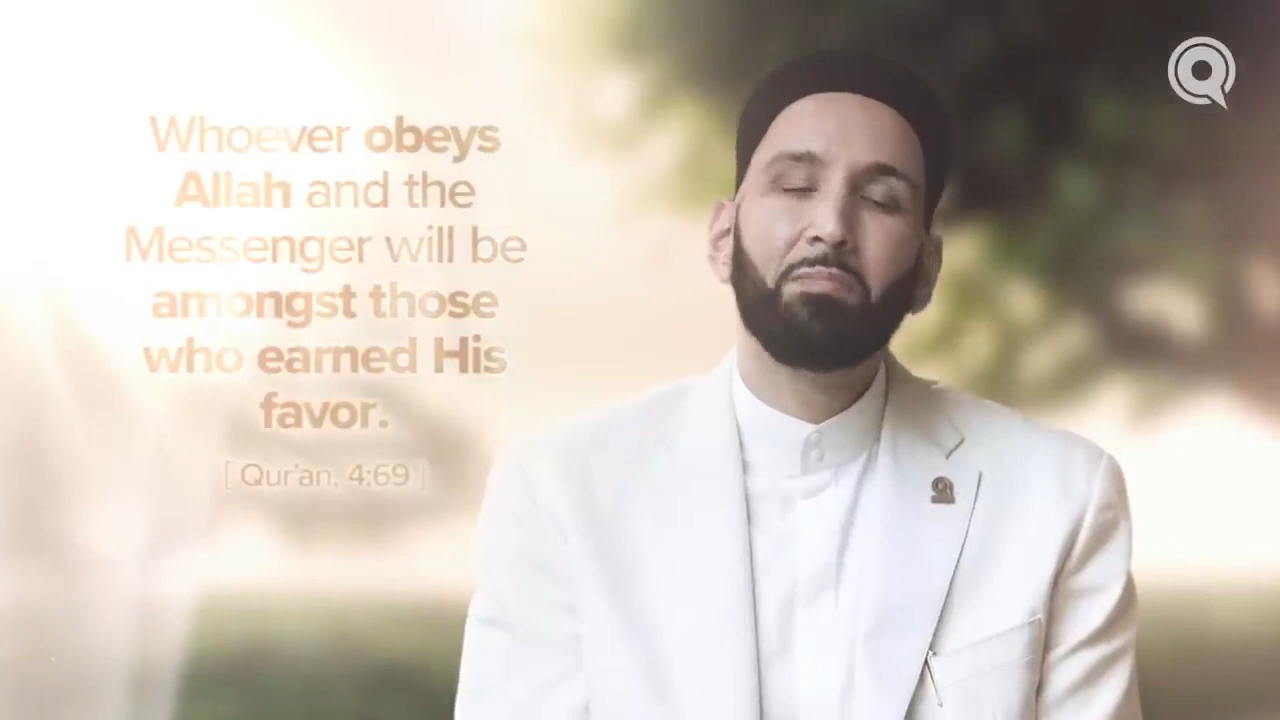 Whoever obeys
Allah and the
Messenger will be
amongst those
who earned His
favor.
[ Qur'an, 4:69 ]